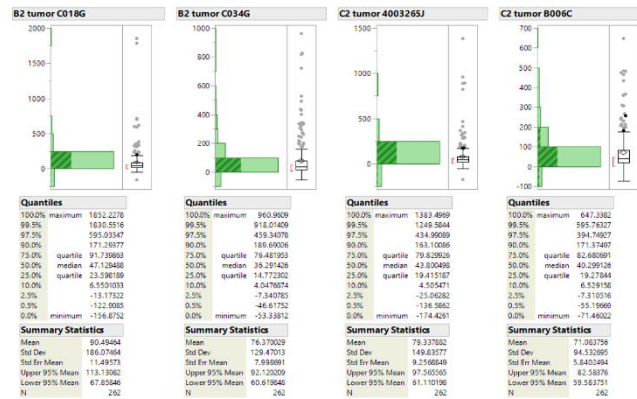 B2 tumor C018G
2000
1500
1000
500
0
Quantiles
100.0% maximum 1852.2278
99.5% 1830.5516
97.5% 595.03347
90.0% 171.29377
75.0% quartile 91.739863
50.0% median 47.129488
25.0% quartile 23.598189
10.0% 6.5501033
2.5% -13.17322
0.5% -122.9085
0.0% minimum -156.8752
Summary Statistics
Mean 90.49464
Std Dev 186.07464
Std Err Mean 11.49573
Upper 95% Mean 113.13082
Lower 95% Mean 67.85846
N 262
B2 tumor C034G
1000
800
600
400
200
0
Quantiles
100.0% maximum 960.9809
99.5% 918.01409
97.5% 459.34078
90.0% 189.69026
75.0% quartile 76.481953
50.0% median 36.291426
25.0% quartile 14.772302
10.0% 4.0476874
2.5% -7.340785
0.5% -46.61752
0.0% minimum -53.33812
Summary Statistics
Mean 76.370029
Std Dev 129.47013
Std Err Mean 7.998691
Upper 95% Mean 92.120209
Lower 95% Mean 60.619848
N 262
C2 tumor 4003265J
1500
1000
500
0
Quantiles
100.0% maximum 1383.4969
99.5% 1249.5844
97.5% 434.99089
90.0% 163.10086
75.0% quartile 79.829926
50.0% median 43.800498
25.0% quartile 19.415187
10.0% 4.505471
2.5% -25.06282
0.5% -136.5862
0.0% minimum -174.4261
Summary Statistics
Mean 79.337882
Std Dev 149.83577
Std Err Mean 9.2568849
Upper 95% Mean 97.565565
Lower 95% Mean 61.110198
N 262
C2 tumor B006C
700
600
500
400
300
200
100
0
-100
Quantiles
100.0% maximum 647.3382
99.5% 595.76327
97.5% 394.74927
90.0% 171.37497
75.0% quartile 82.680691
50.0% median 40.299126
25.0% quartile 19.27844
10.0% 6.529158
2.5% -7.310516
0.5% -55.19669
0.0% minimum -71.46022
Summary Statistics
Mean 71.083756
Std Dev 94.532695
Std Err Mean 5.8402494
Upper 95% Mean 82.58376
Lower 95% Mean 59.583751
N 262